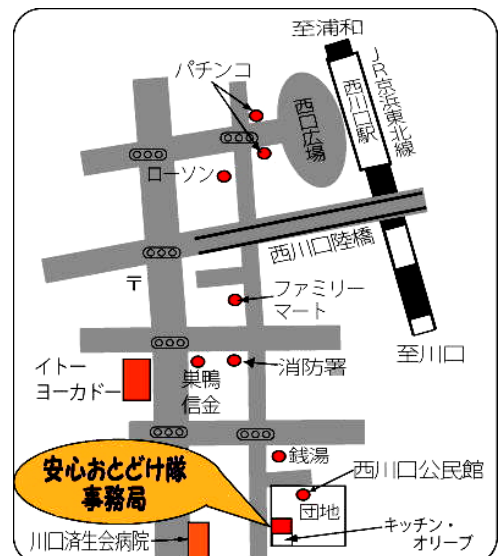 至浦和
JR京浜東北線
西川口駅
パチンコ
西口広場
ローソン
西川口陸橋
〒
ファミリー
マート
至川口
イトー
ヨーカドー
巣鴨
信金
消防署
銭湯
安心おとどけ隊
事務局
西川口公民館
団地
川口済生会病院
キッチン・
オリーブ